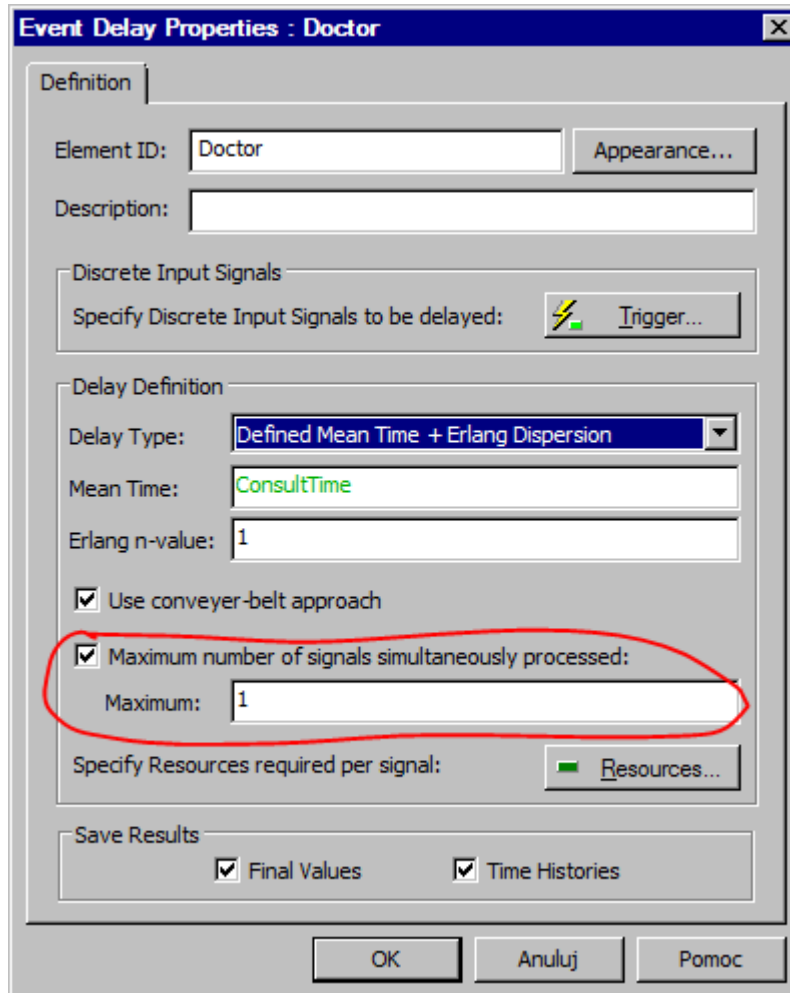 Event Delay Properties : Doctor
Definition
Element ID: Doctor Appearance...
Description:
Discrete Input Signals
Specify Discrete Input Signals to be delayed: Trigger...
Delay Definition
Delay Type: Defined Mean Time + Erlang Dispersion
Mean Time: ConsultTime
Erlang n-value: 1
Use conveyer-belt approach
Maximum number of signals simultaneously processed:
Maximum: 1
Specify Resources required per signal: Resources...
Save Results
Final Values Time Histories
OK Anuluj Pomoc